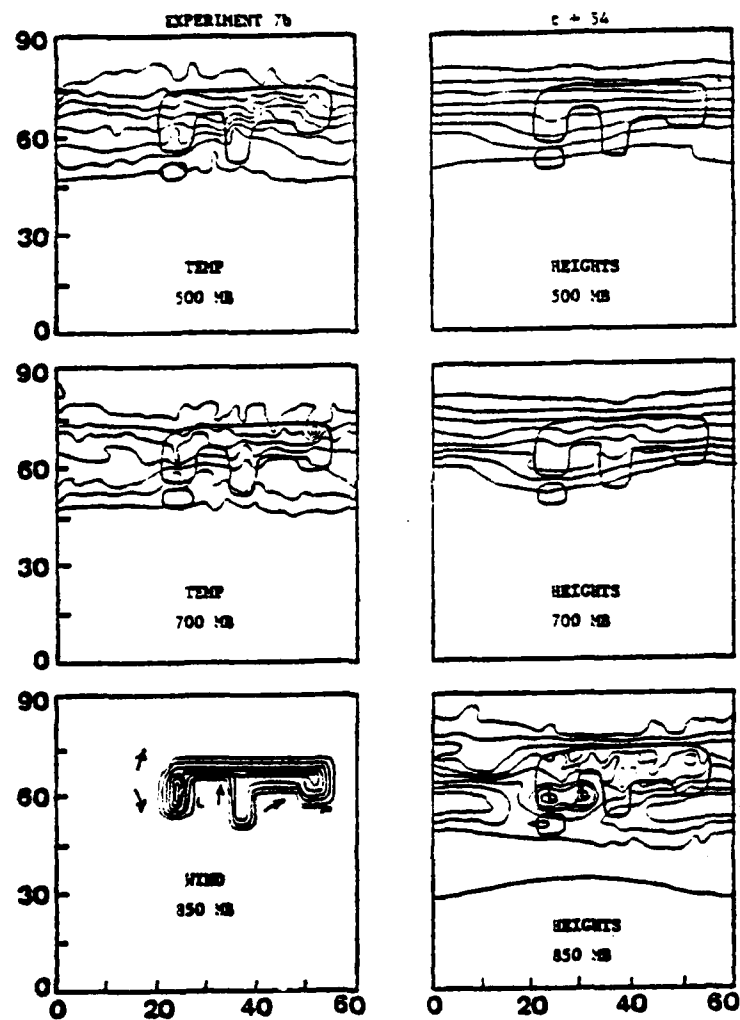 EXPERIMENT 7b
t + 54
90
60
30
0
TEMP
500 MB
HEIGHTS
500 MB
90
60
30
0
TEMP
700 MB
HEIGHTS
700 MB
90
60
30
0
L
WIND
850 MB
HEIGHTS
850 MB
0 20 40 60
0 20 40 60